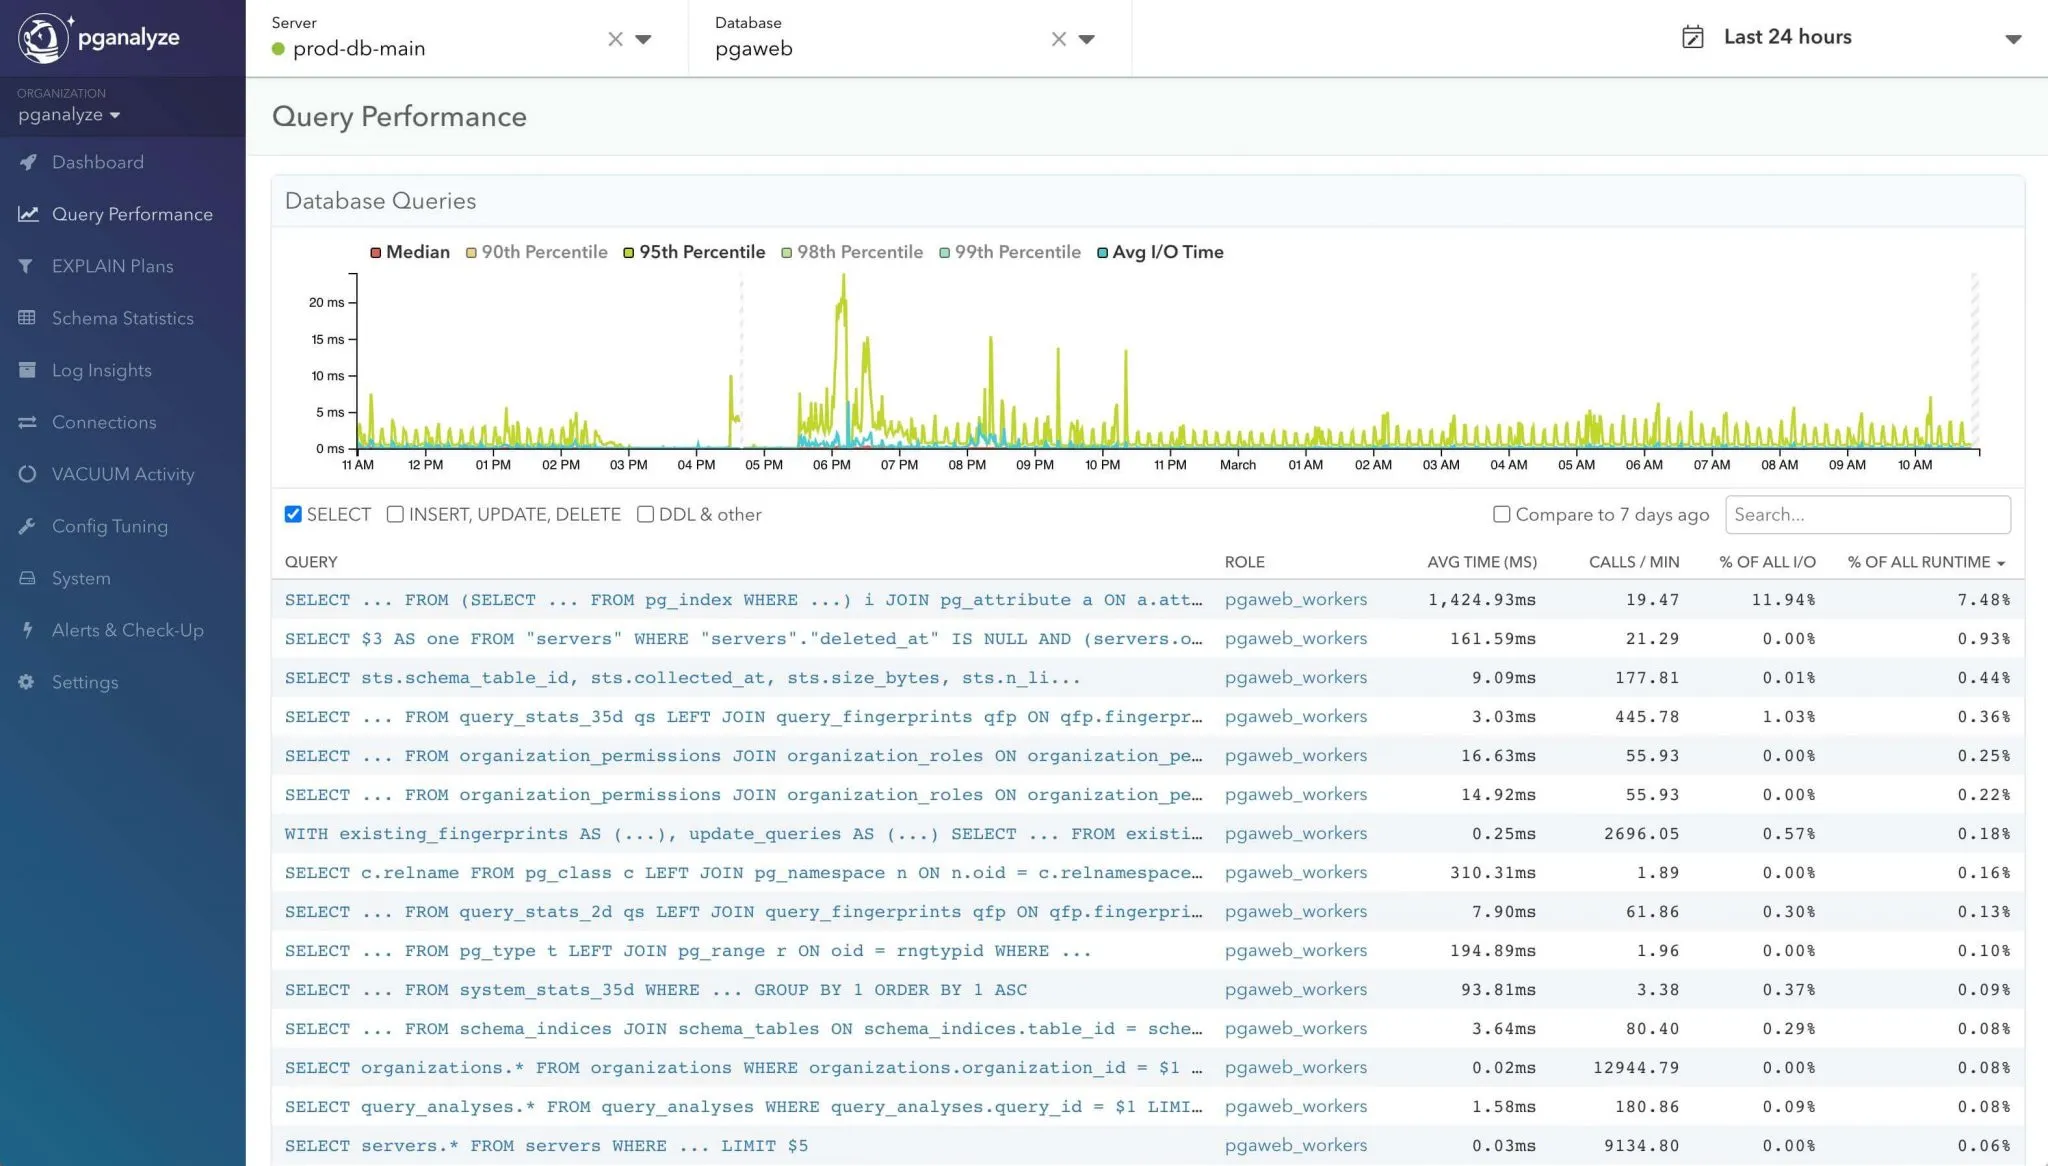 pganalyze
Server
prod-db-main
Database
pgaweb
Last 24 hours
ORGANIZATION
pganalyze
Dashboard
Query Performance
EXPLAIN Plans
Schema Statistics
Log Insights
Connections
VACUUM Activity
Config Tuning
System
Alerts & Check-Up
Settings
Query Performance
Database Queries
Median 90th Percentile 95th Percentile 98th Percentile 99th Percentile Avg I/O Time
20 ms
15 ms
10 ms
5 ms
0 ms
11 AM 12 PM 01 PM 02 PM 03 PM 04 PM 05 PM 06 PM 07 PM 08 PM 09 PM 10 PM 11 PM March 01 AM 02 AM 03 AM 04 AM 05 AM 06 AM 07 AM 08 AM 09 AM 10 AM
SELECT INSERT, UPDATE, DELETE DDL & other Compare to 7 days ago Search...
QUERY ROLE AVG TIME (MS) CALLS / MIN % OF ALL I/O % OF ALL RUNTIME
SELECT ... FROM (SELECT ... FROM pg_index WHERE ...) i JOIN pg_attribute a ON a.att... pgaweb_workers 1,424.93ms 19.47 11.94% 7.48%
SELECT $3 AS one FROM "servers" WHERE "servers"."deleted_at" IS NULL AND (servers.o... pgaweb_workers 161.59ms 21.29 0.00% 0.93%
SELECT sts.schema_table_id, sts.collected_at, sts.size_bytes, sts.n_li... pgaweb_workers 9.09ms 177.81 0.01% 0.44%
SELECT ... FROM query_stats_35d qs LEFT JOIN query_fingerprints qfp ON qfp.fingerpr... pgaweb_workers 3.03ms 445.78 1.03% 0.36%
SELECT ... FROM organization_permissions JOIN organization_roles ON organization_pe... pgaweb_workers 16.63ms 55.93 0.00% 0.25%
SELECT ... FROM organization_permissions JOIN organization_roles ON organization_pe... pgaweb_workers 14.92ms 55.93 0.00% 0.22%
WITH existing_fingerprints AS (...), update_queries AS (...) SELECT ... FROM existi... pgaweb_workers 0.25ms 2696.05 0.57% 0.18%
SELECT c.relname FROM pg_class c LEFT JOIN pg_namespace n ON n.oid = c.relnamespace... pgaweb_workers 310.31ms 1.89 0.00% 0.16%
SELECT ... FROM query_stats_2d qs LEFT JOIN query_fingerprints qfp ON qfp.fingerpri... pgaweb_workers 7.90ms 61.86 0.30% 0.13%
SELECT ... FROM pg_type t LEFT JOIN pg_range r ON oid = rngtypid WHERE ... pgaweb_workers 194.89ms 1.96 0.00% 0.10%
SELECT ... FROM system_stats_35d WHERE ... GROUP BY 1 ORDER BY 1 ASC pgaweb_workers 93.81ms 3.38 0.37% 0.09%
SELECT ... FROM schema_indices JOIN schema_tables ON schema_indices.table_id = sche... pgaweb_workers 3.64ms 80.40 0.29% 0.08%
SELECT organizations.* FROM organizations WHERE organizations.organization_id = $1 ... pgaweb_workers 0.02ms 12944.79 0.00% 0.08%
SELECT query_analyses.* FROM query_analyses WHERE query_analyses.query_id = $1 LIMI... pgaweb_workers 1.58ms 180.86 0.09% 0.08%
SELECT servers.* FROM servers WHERE ... LIMIT $5 pgaweb_workers 0.03ms 9134.80 0.00% 0.06%